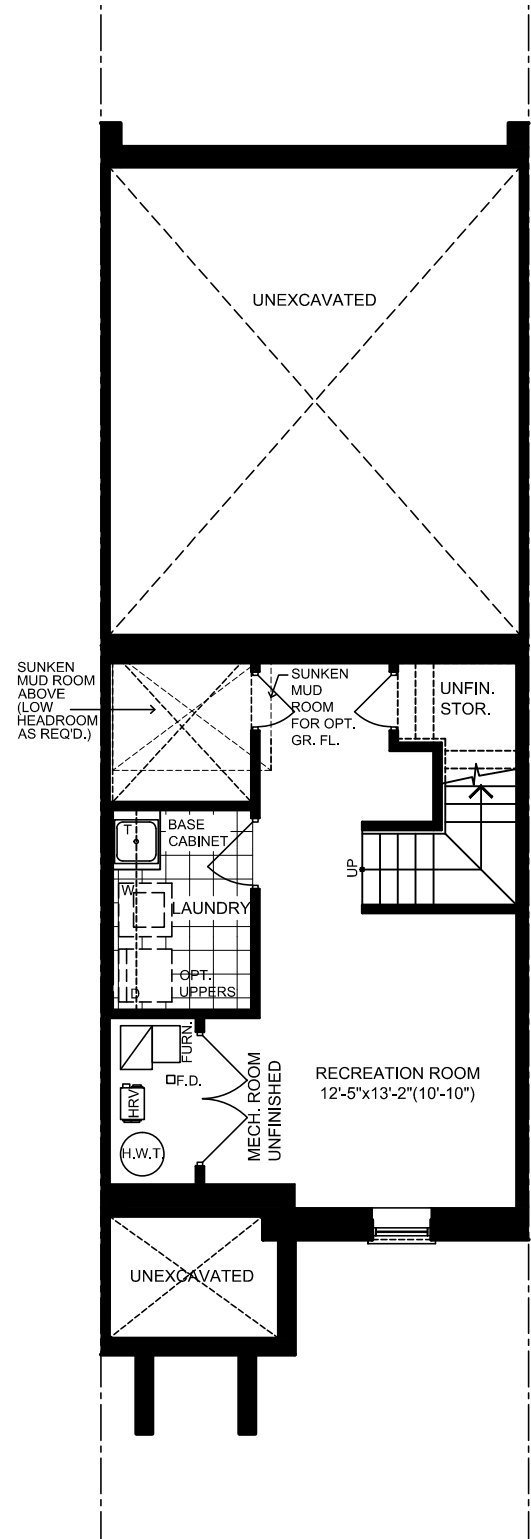 UNEXCAVATED
SUNKEN
MUD ROOM
ABOVE
(LOW
HEADROOM
AS REQ'D.)
SUNKEN
MUD
ROOM
FOR OPT.
GR. FL.
UNFIN.
STOR.
T
BASE
CABINET
UP
W
LAUNDRY
D
OPT.
UPPERS
FURN.
F.D.
HRV
H.W.T.
MECH. ROOM
UNFINISHED
RECREATION ROOM
12'-5"x13'-2"(10'-10")
UNEXCAVATED